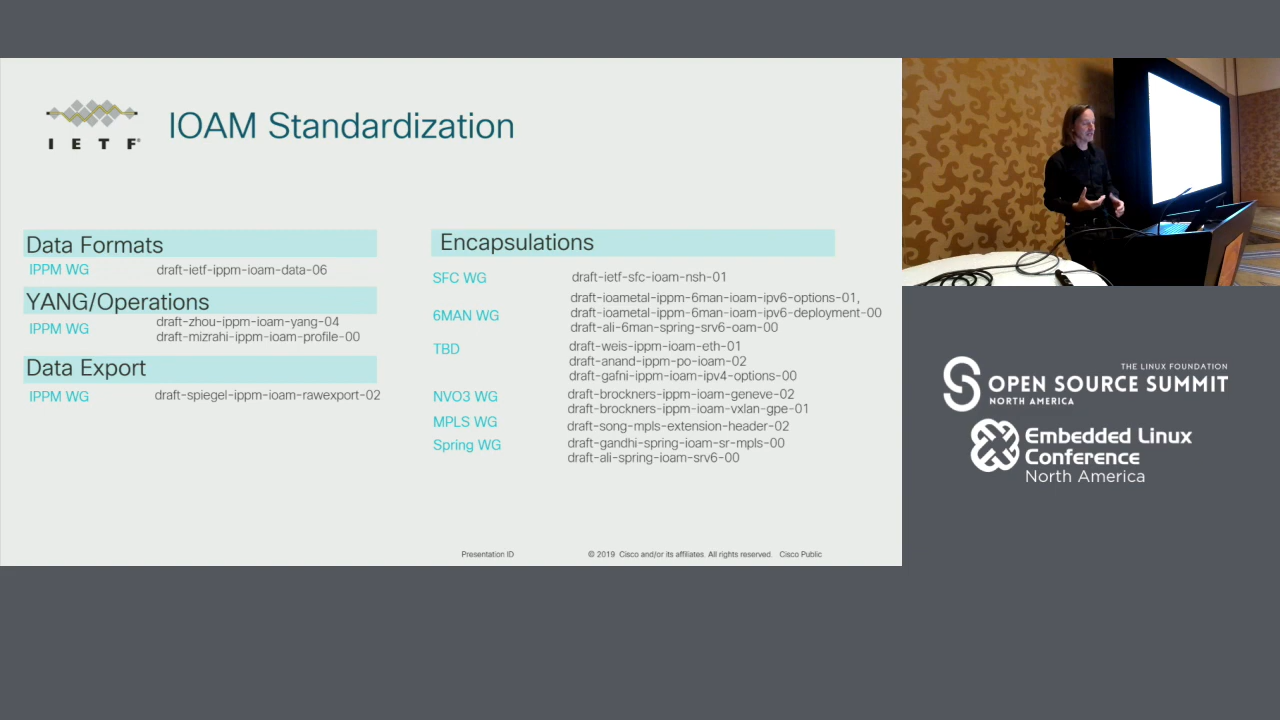 IETF®
IOAM Standardization
Data Formats
IPPM WG draft-ietf-ippm-ioam-data-06
YANG/Operations
IPPM WG draft-zhou-ippm-ioam-yang-04
draft-mizrahi-ippm-ioam-profile-00
Data Export
IPPM WG draft-spiegel-ippm-ioam-rawexport-02
Encapsulations
SFC WG draft-ietf-sfc-ioam-nsh-01
6MAN WG draft-ioametal-ippm-6man-ioam-ipv6-options-01,
draft-ioametal-ippm-6man-ioam-ipv6-deployment-00
draft-ali-6man-spring-srv6-oam-00
TBD draft-weis-ippm-ioam-eth-01
draft-anand-ippm-po-ioam-02
draft-gafni-ippm-ioam-ipv4-options-00
NVO3 WG draft-brockners-ippm-ioam-geneve-02
draft-brockners-ippm-ioam-vxlan-gpe-01
MPLS WG draft-song-mpls-extension-header-02
Spring WG draft-gandhi-spring-ioam-sr-mpls-00
draft-ali-spring-ioam-srv6-00
Presentation ID © 2019 Cisco and/or its affiliates. All rights reserved. Cisco Public
THE LINUX FOUNDATION
OPEN SOURCE SUMMIT
NORTH AMERICA
Embedded Linux
Conference
North America